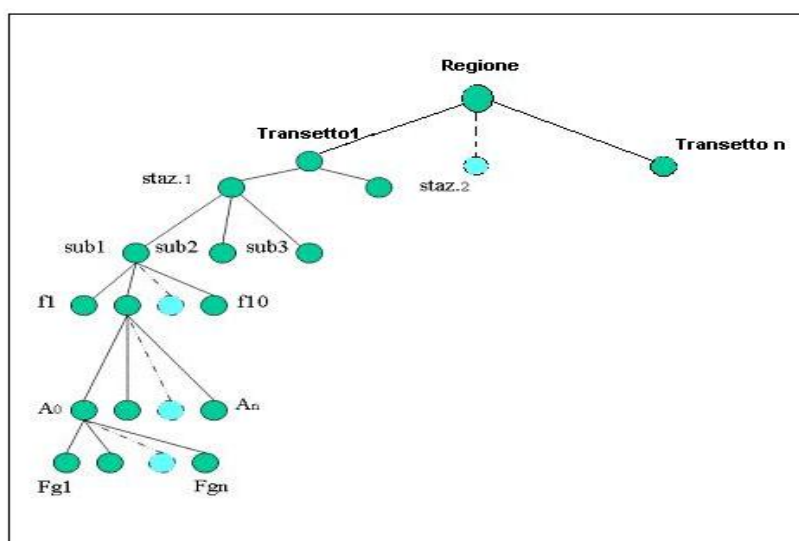 Regione
Transetto1
Transetto n
staz.1
staz.2
sub1
sub2
sub3
f1
f10
A0
An
Fg1
Fgn